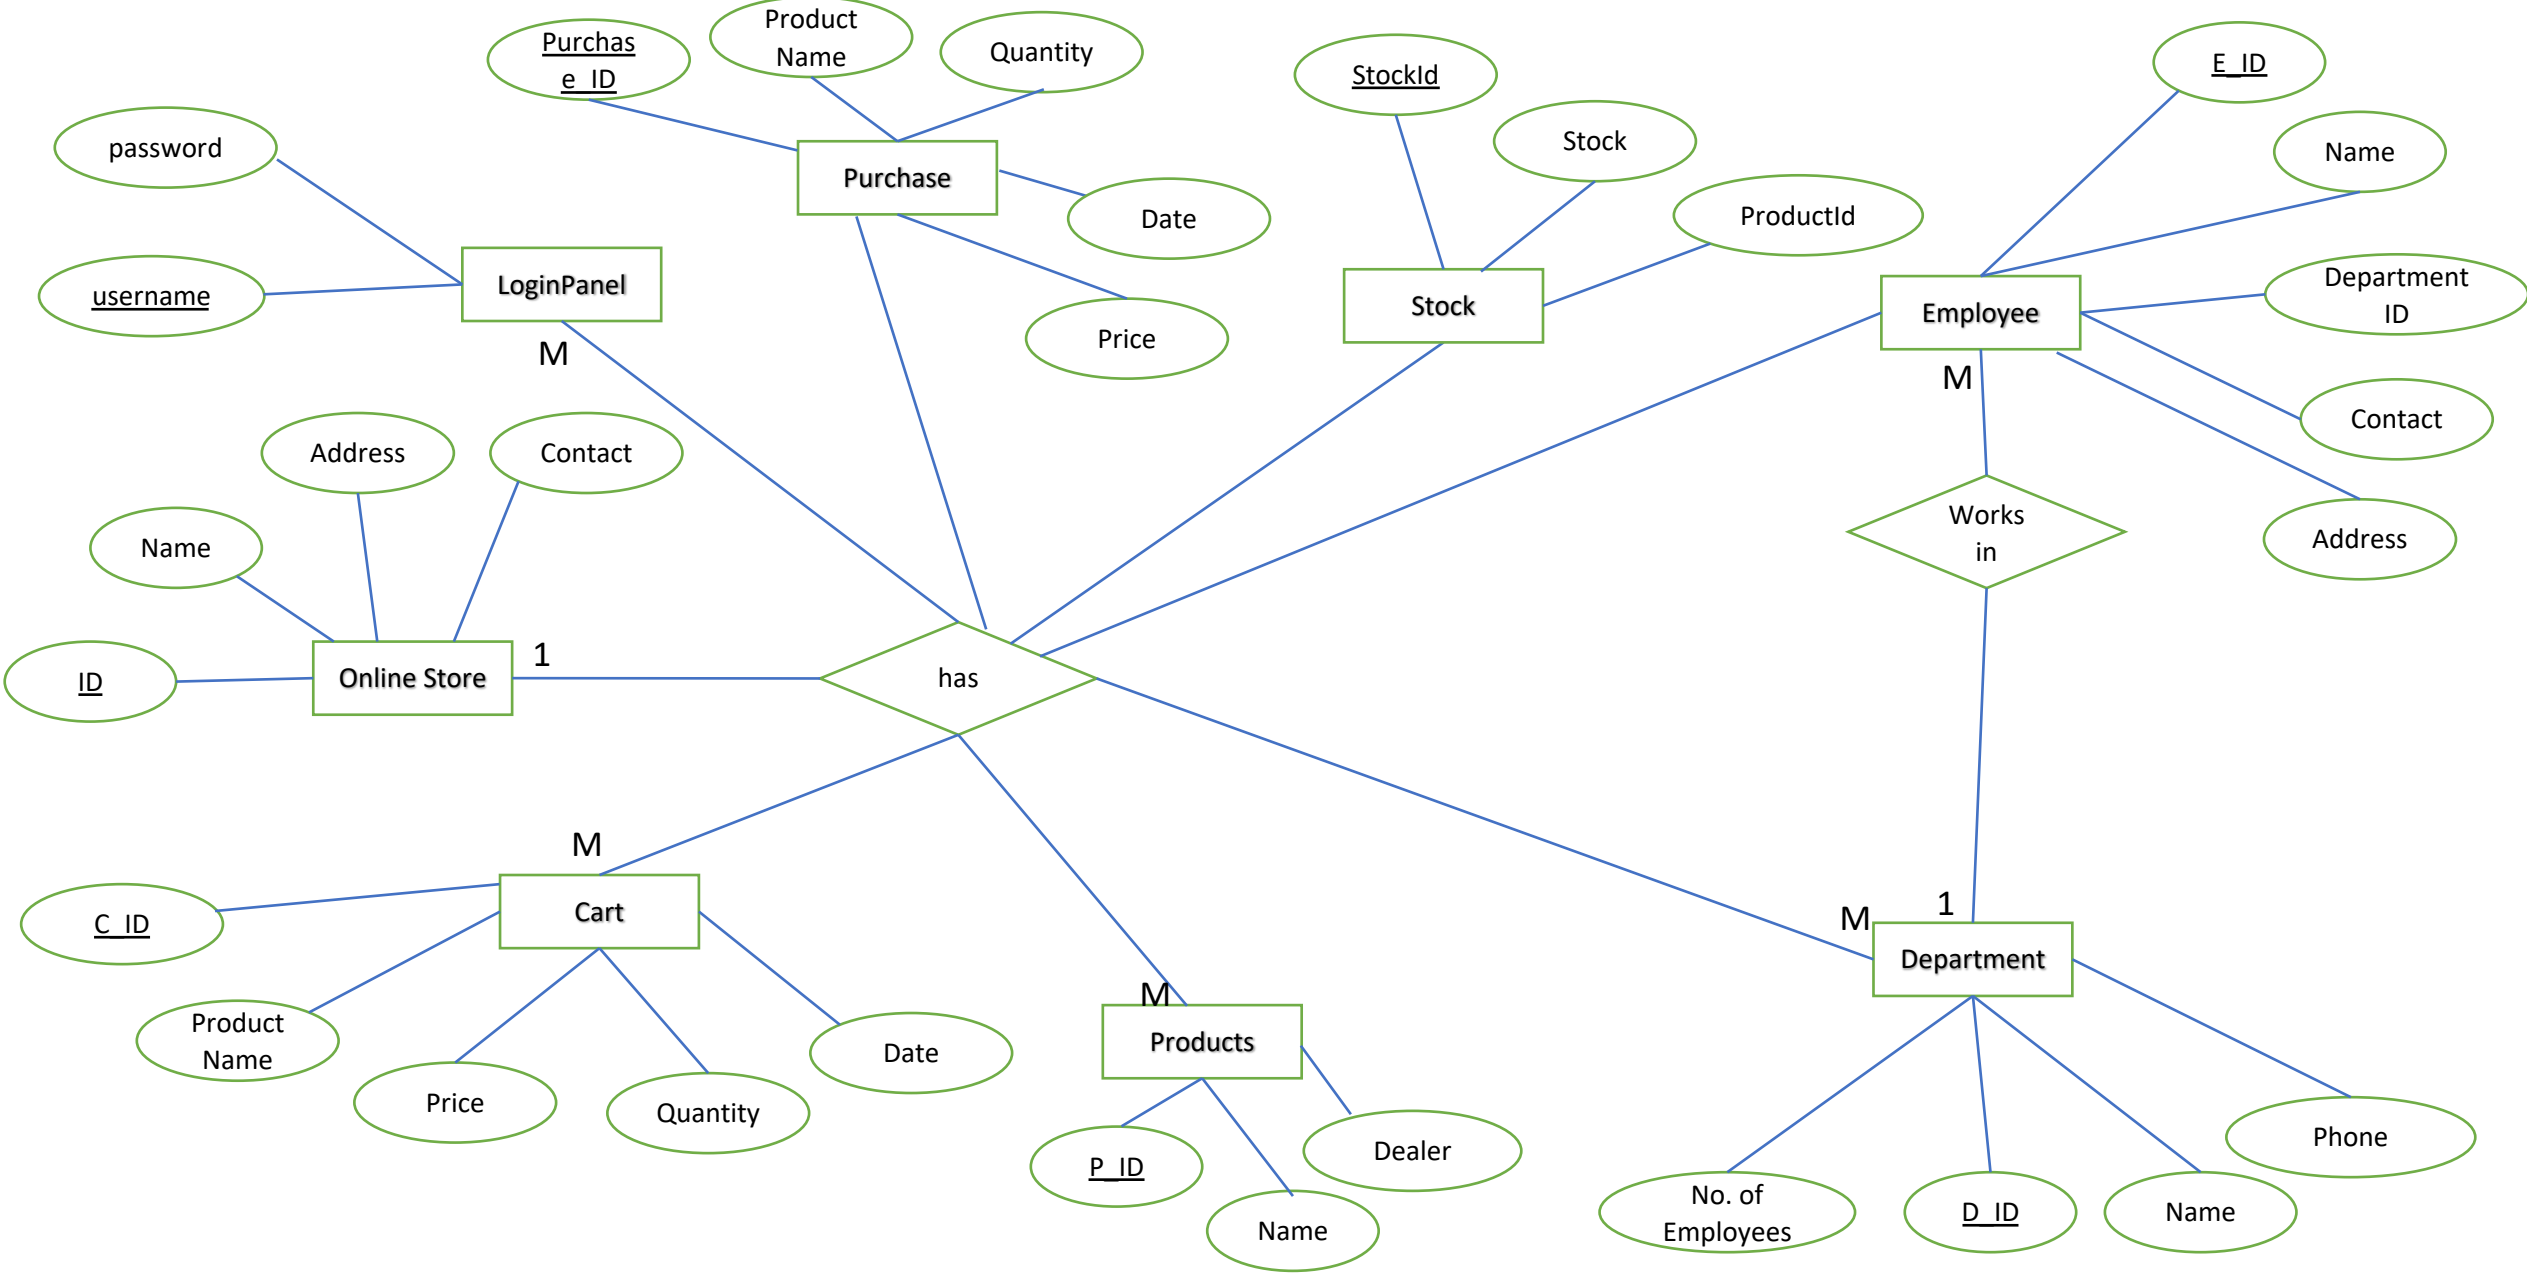 Product
Name
Purchas
e_ID
Quantity
StockId
E_ID
password
Stock
Name
Purchase
Date
ProductId
username
LoginPanel
Price
Stock
Employee
Department
ID
M
M
Contact
Address
Contact
Name
Works
in
Address
ID
Online Store
1
has
M
C_ID
Cart
M
1
Department
Product
Name
Price
Quantity
Date
M
Products
P_ID
Name
Dealer
No. of
Employees
D_ID
Name
Phone